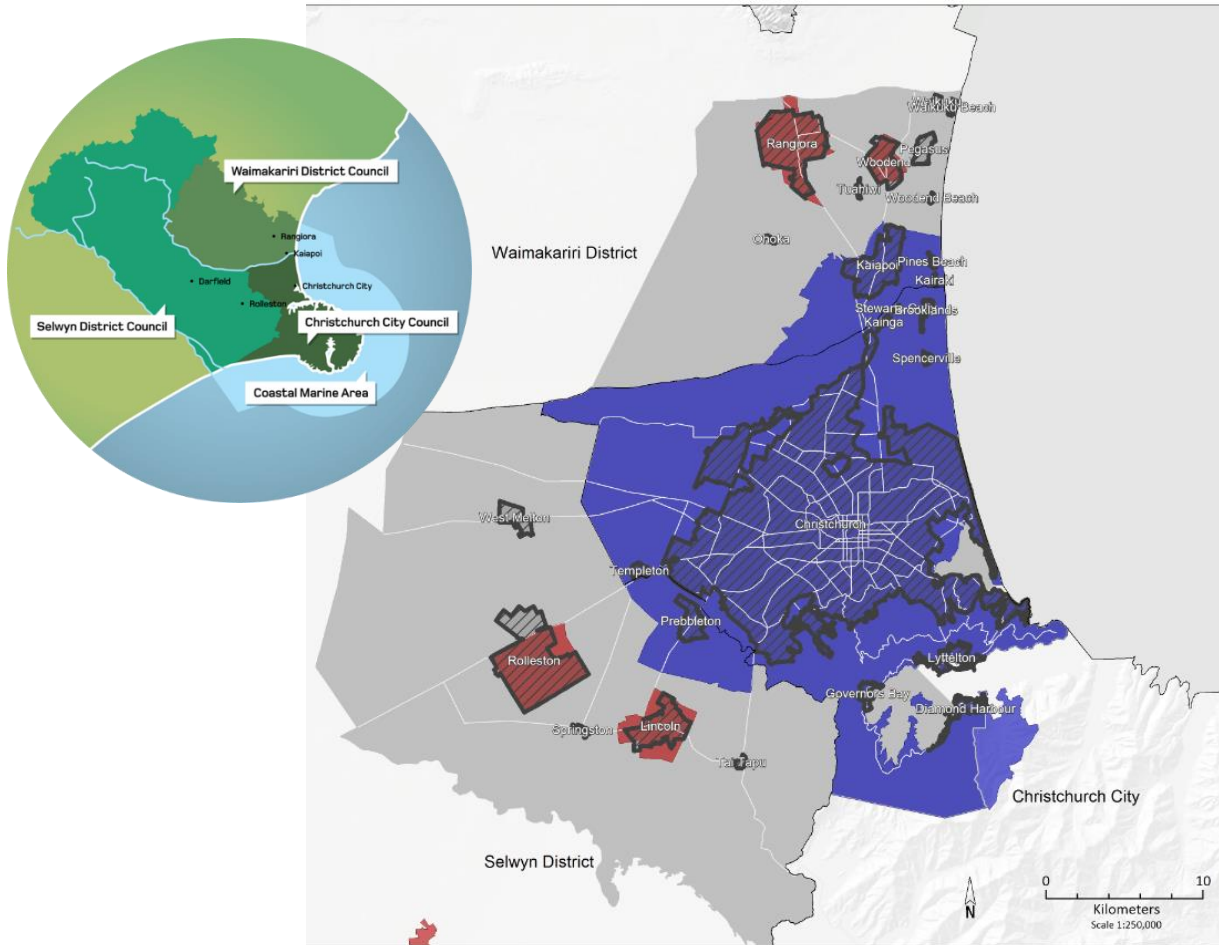 Waimakariri District Council
Rangiora
Kaiapoi
Darfield
Christchurch City
Rolleston
Selwyn District Council
Christchurch City Council
Coastal Marine Area
Waikuku
Waikuku Beach
Rangiora
Pegasus
Woodend
Tuahiwi
Woodend Beach
Ohoka
Waimakariri District
Kaiapoi
Pines Beach
Kairaki
Brooklands
Kainga
Spencerville
West Melton
Christchurch
Templeton
Prebbleton
Rolleston
Lyttelton
Governors Bay
Diamond Harbour
Springston
Lincoln
Tai Tapu
Christchurch City
Selwyn District
N
0
10
Kilometers
Scale 1:250,000